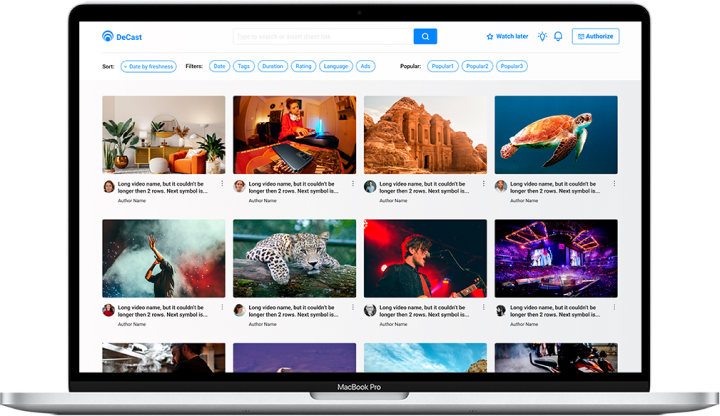 DeCast
Type to search or insert direct link
Watch later
Authorize
Sort:
Date by freshness
Filters:
Date
Tags
Duration
Rating
Language
Ads
Popular:
Popular1
Popular2
Popular3
Long video name, but it couldn't be
longer then 2 rows. Next symbol is...
Author Name
Long video name, but it couldn't be
longer then 2 rows. Next symbol is...
Author Name
Long video name, but it couldn't be
longer then 2 rows. Next symbol is...
Author Name
Long video name, but it couldn't be
longer then 2 rows. Next symbol is...
Author Name
Long video name, but it couldn't be
longer then 2 rows. Next symbol is...
Author Name
Long video name, but it couldn't be
longer then 2 rows. Next symbol is...
Author Name
Long video name, but it couldn't be
longer then 2 rows. Next symbol is...
Author Name
Long video name, but it couldn't be
longer then 2 rows. Next symbol is...
Author Name
MacBook Pro